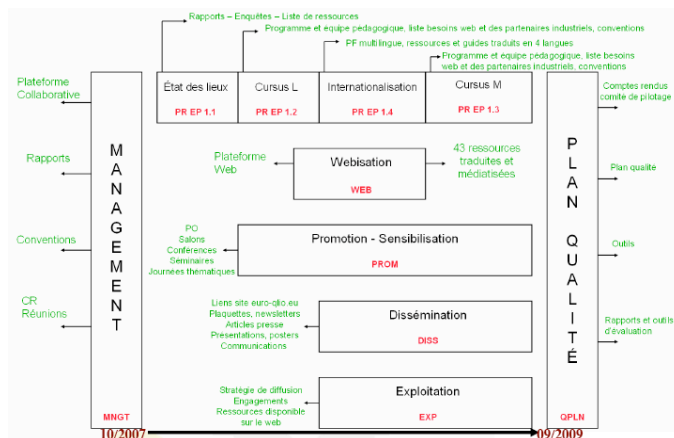 Rapports – Enquêtes – Liste de ressources
Programme et équipe pédagogique, liste besoins web et des partenaires industriels, conventions
PF multilingue, ressources et guides traduits en 4 langues
Programme et équipe pédagogique, liste besoins
web et des partenaires industriels, conventions
État des lieux
PR EP 1.1
Cursus L
PR EP 1.2
Internationalisation
PR EP 1.4
Cursus M
PR EP 1.3
Plateforme
Collaborative
Rapports
Conventions
CR
Réunions
MANAGEMENT
MNGT
Plateforme
Web
Webisation
WEB
43 ressources
traduites et
médiatisées
PO
Salons
Conférences
Séminaires
Journées thématiques
Promotion - Sensibilisation
PROM
Liens site euro-qlio.eu
Plaquettes, newsletters
Articles presse
Présentations, posters
Communications
Dissémination
DISS
Stratégie de diffusion
Engagements
Ressources disponible
sur le web
Exploitation
EXP
PLAN QUALITÉ
QPLN
Comptes rendus
comité de pilotage
Plan qualité
Outils
Rapports et outils
d'évaluation
10/2007
09/2009